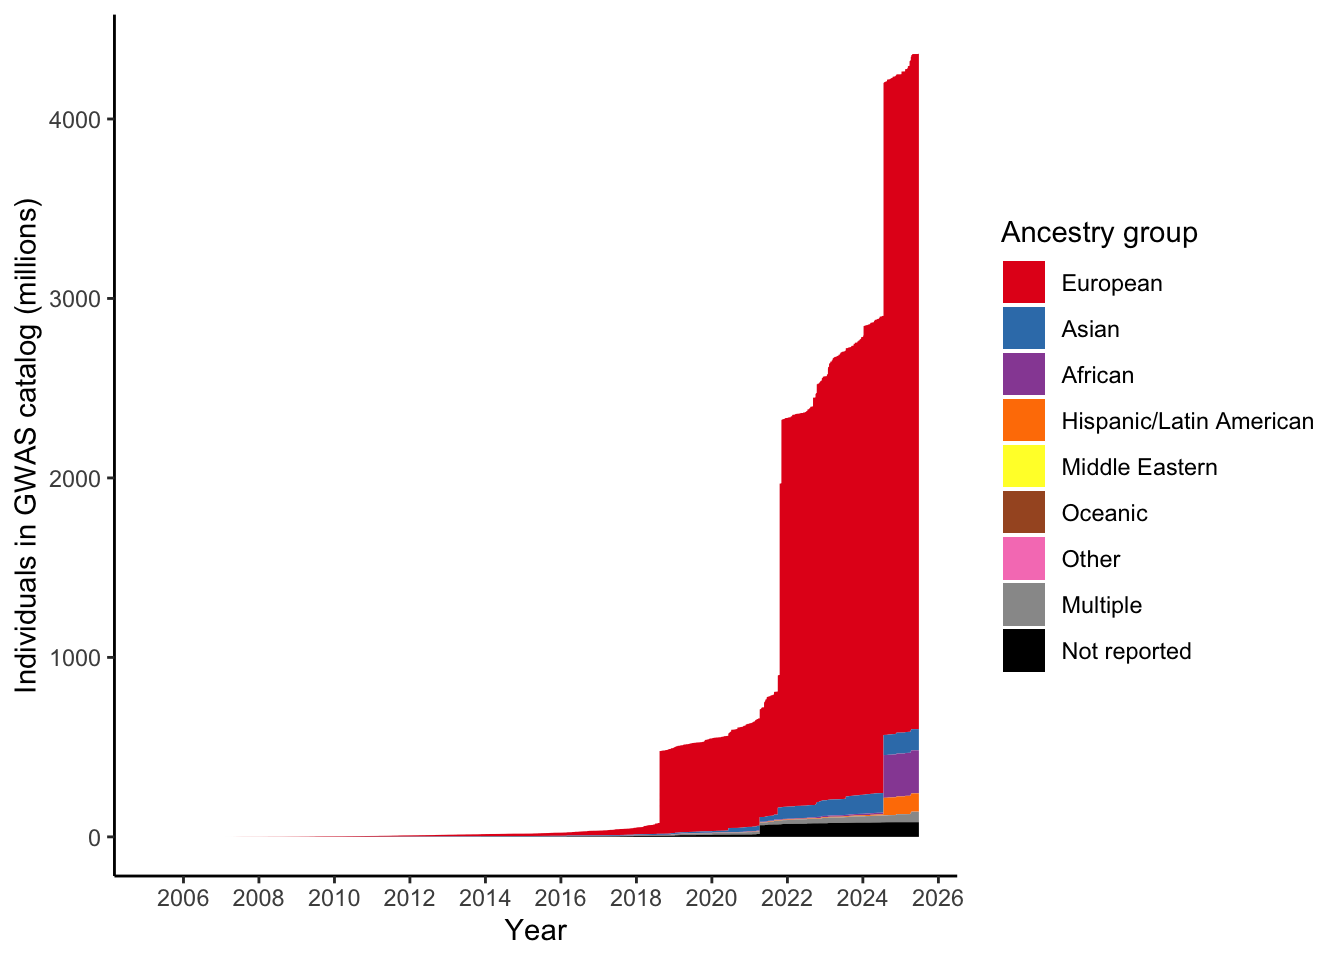 Individuals in GWAS catalog (millions)
4000
3000
2000
1000
0
2006 2008 2010 2012 2014 2016 2018 2020 2022 2024 2026
Year
Ancestry group
European
Asian
African
Hispanic/Latin American
Middle Eastern
Oceanic
Other
Multiple
Not reported